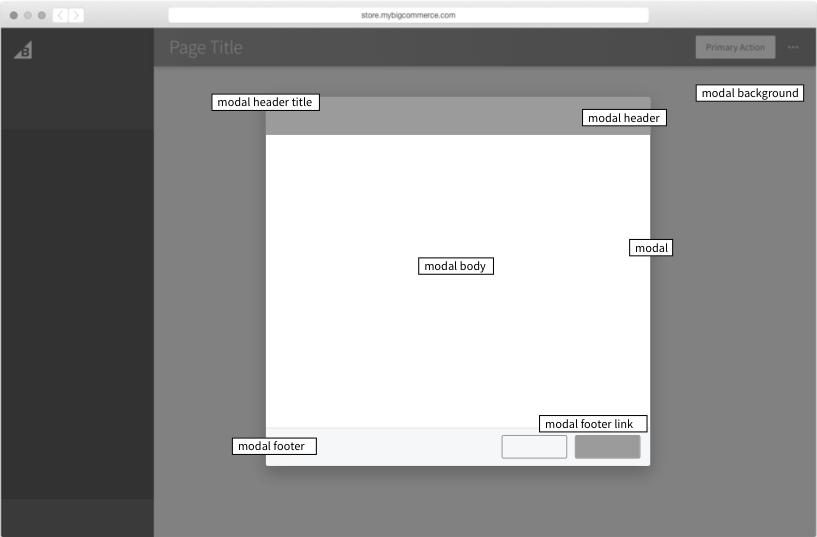 store.mybigcommerce.com
B
Page Title
Primary Action
modal background
modal header title
modal header
modal
modal body
modal footer link
modal footer